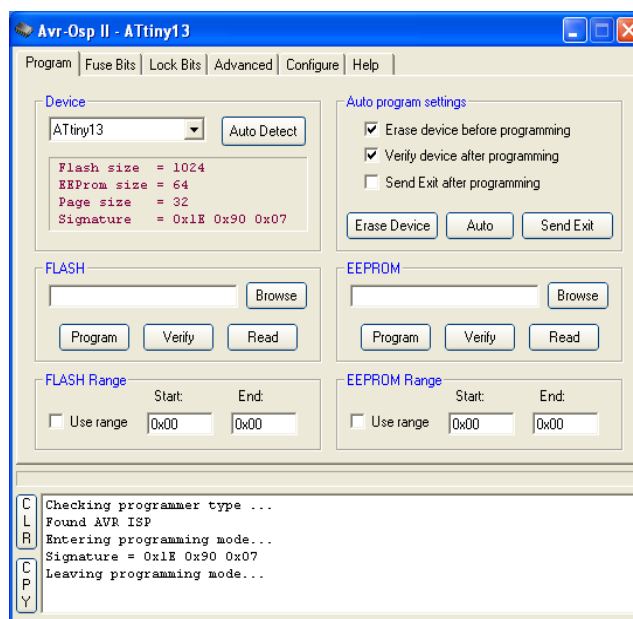 Avr-Osp II - ATtiny13
Program Fuse Bits Lock Bits Advanced Configure Help
Device
ATTiny13 Auto Detect
Flash size = 1024
EEProm size = 64
Page size = 32
Signature = 0x1E 0x90 0x07
Auto program settings
Erase device before programming
Verify device after programming
Send Exit after programming
Erase Device Auto Send Exit
FLASH
Browse
Program Verify Read
EEPROM
Browse
Program Verify Read
FLASH Range
Start: End:
Use range 0x00 0x00
EEPROM Range
Start: End:
Use range 0x00 0x00
CLR
CPY
Checking programmer type ...
Found AVR ISP
Entering programming mode...
Signature = 0x1E 0x90 0x07
Leaving programming mode...